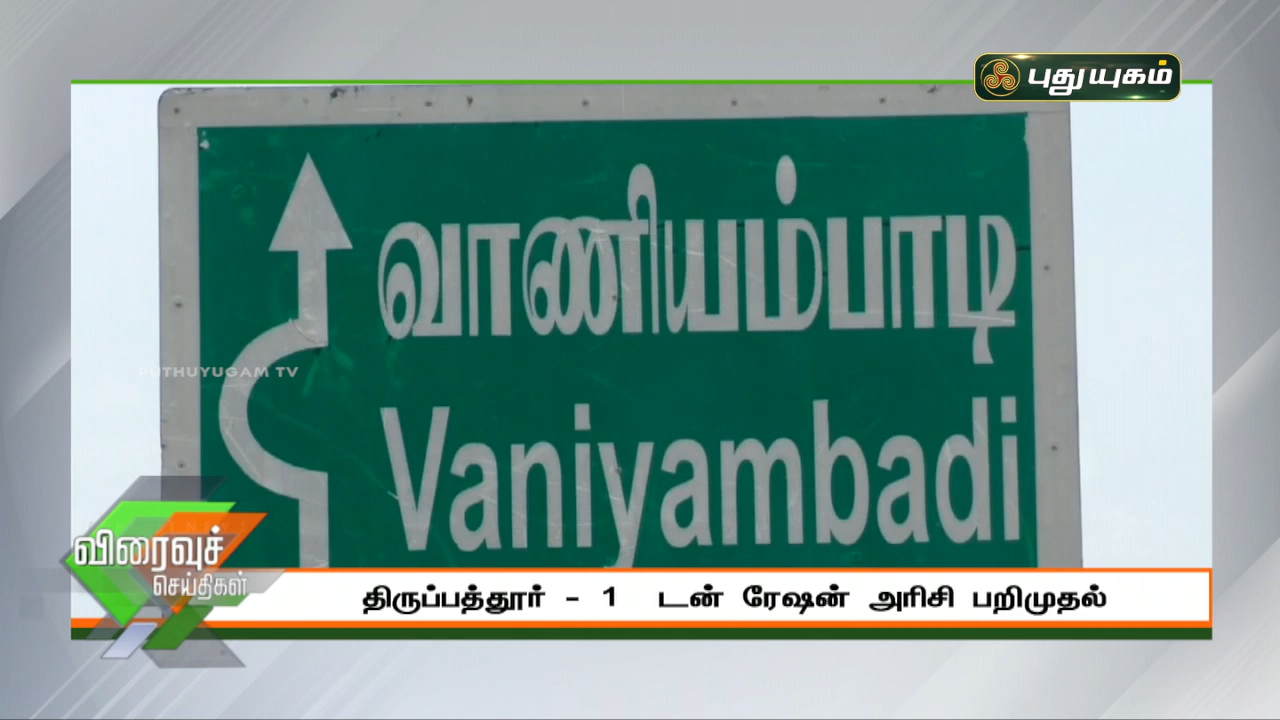 புதுயுகம்
வாணியம்பாடி
PUTHUYUGAM TV
Vaniyambadi
விரைவுச்
செய்திகள்
திருப்பத்தூர் - 1 டன் ரேஷன் அரிசி பறிமுதல்